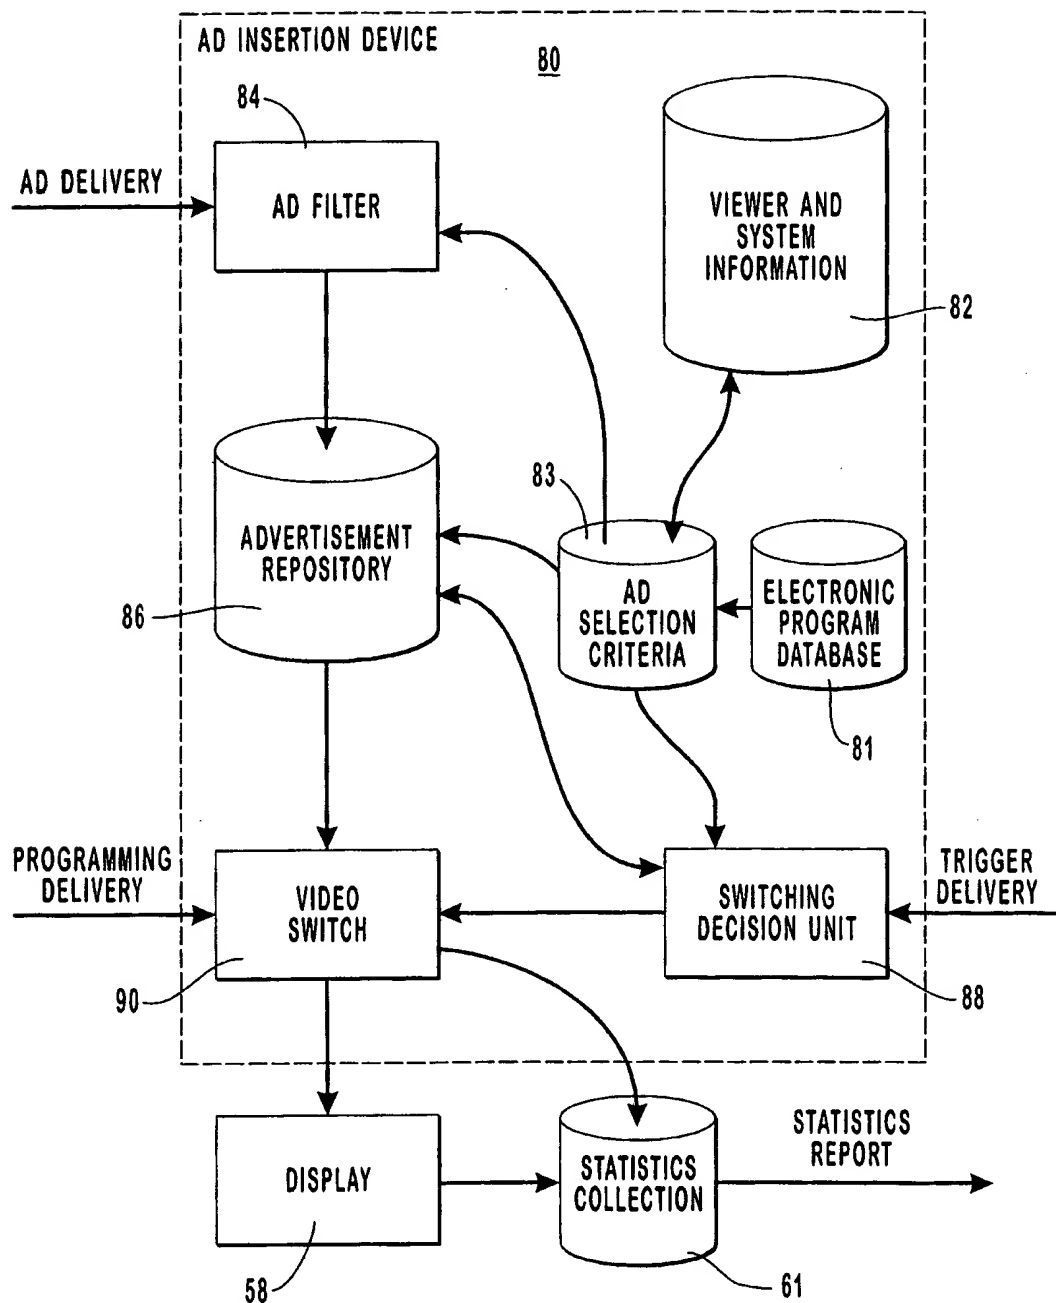 AD INSERTION DEVICE
80
84
AD DELIVERY
AD FILTER
VIEWER AND
SYSTEM
INFORMATION
82
83
ADVERTISEMENT
REPOSITORY
86
AD
SELECTION
CRITERIA
ELECTRONIC
PROGRAM
DATABASE
81
PROGRAMMING
DELIVERY
VIDEO
SWITCH
90
SWITCHING
DECISION UNIT
88
TRIGGER
DELIVERY
DISPLAY
58
STATISTICS
COLLECTION
61
STATISTICS
REPORT